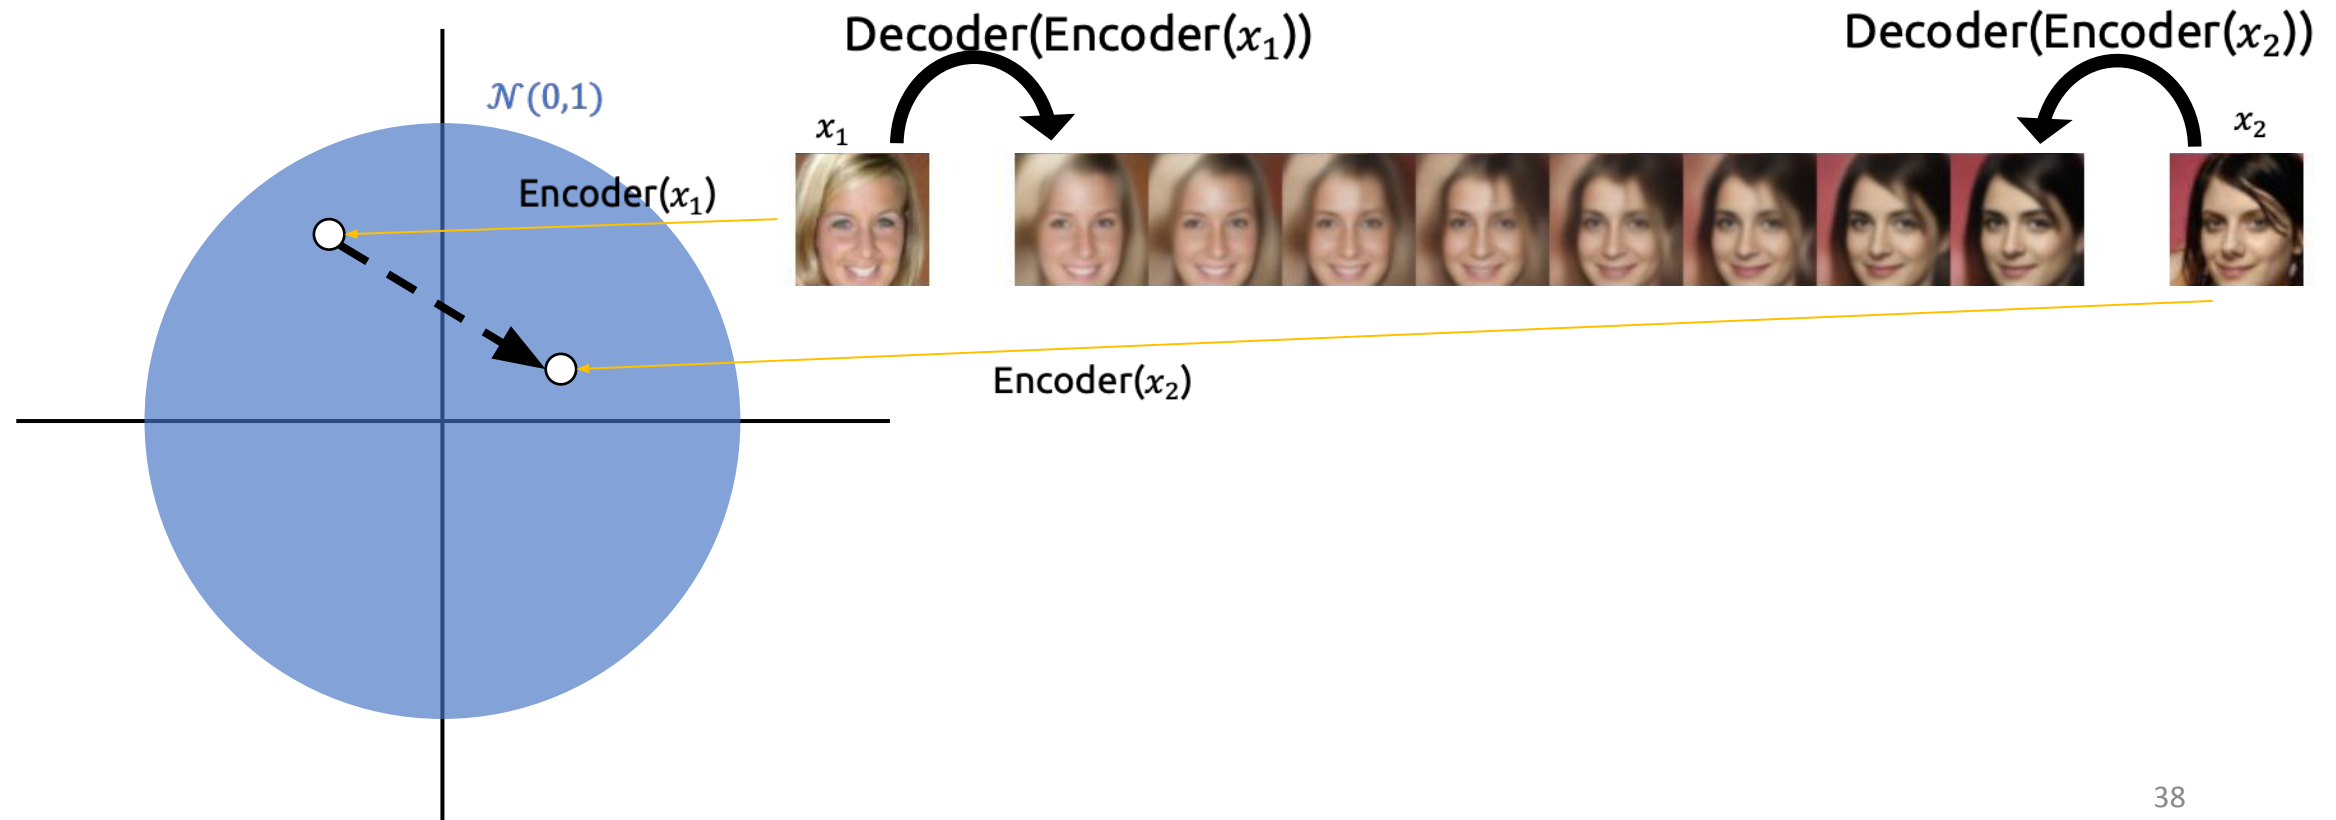 Decoder(Encoder(𝑥₁))
Decoder(Encoder(𝑥₂))
𝒩(0,1)
𝑥₁
𝑥₂
Encoder(𝑥₁)
Encoder(𝑥₂)
38